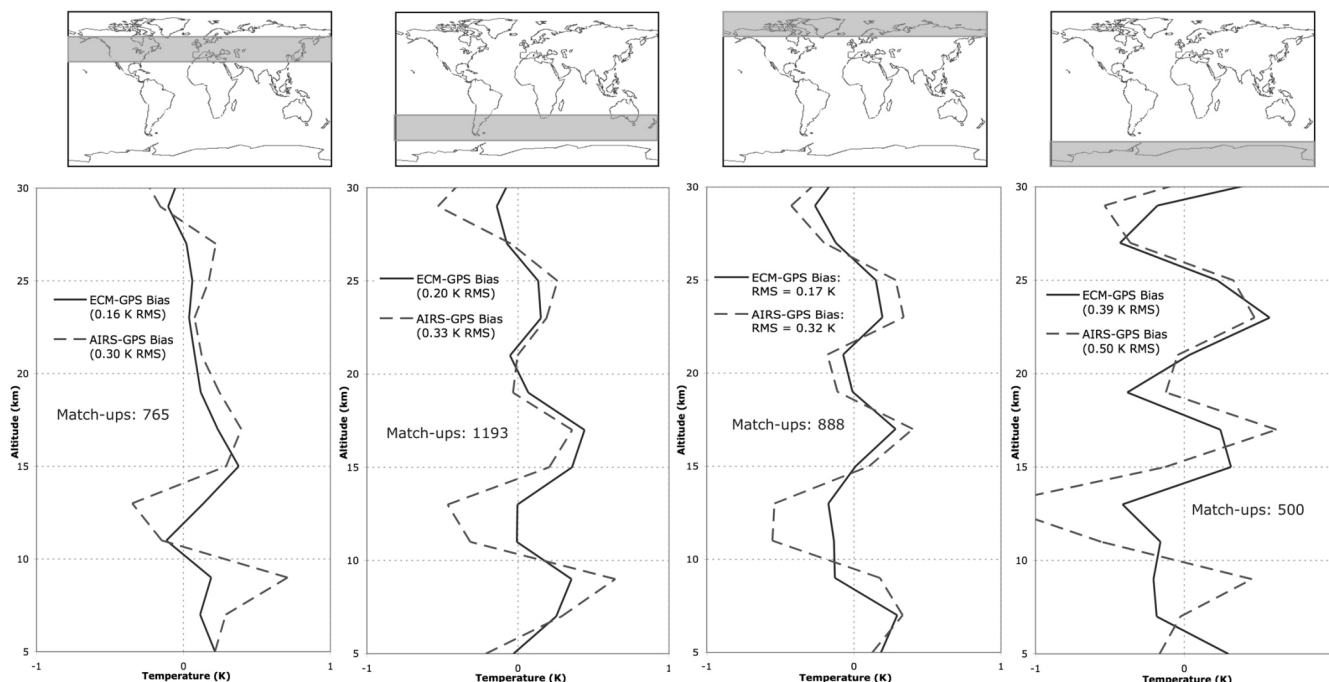 30
25
20
15
10
5
Altitude (km)
ECM-GPS Bias
(0.16 K RMS)
AIRS-GPS Bias
(0.30 K RMS)
Match-ups: 765
-1
0
1
Temperature (K)
30
25
20
15
10
5
Altitude (km)
ECM-GPS Bias
(0.20 K RMS)
AIRS-GPS Bias
(0.33 K RMS)
Match-ups: 1193
-1
0
1
Temperature (K)
30
25
20
15
10
5
Altitude (km)
ECM-GPS Bias:
RMS = 0.17 K
AIRS-GPS Bias:
RMS = 0.32 K
Match-ups: 888
-1
0
1
Temperature (K)
30
25
20
15
10
5
Altitude (km)
ECM-GPS Bias
(0.39 K RMS)
AIRS-GPS Bias
(0.50 K RMS)
Match-ups: 500
-1
0
1
Temperature (K)